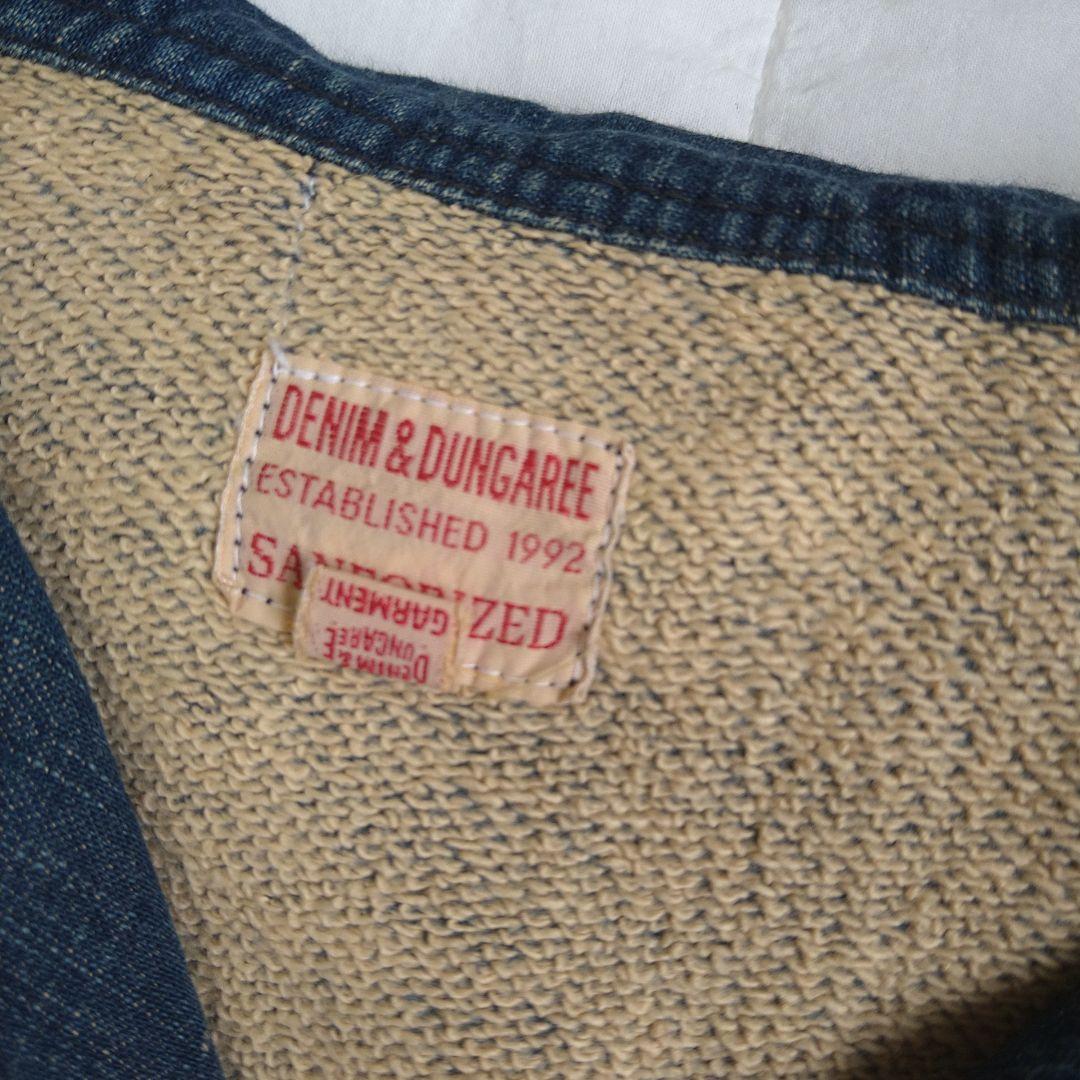 DENIM & DUNGAREE
ESTABLISHED 1992
SANFORIZED
GARMENT
DUNGAREE
DENIM &